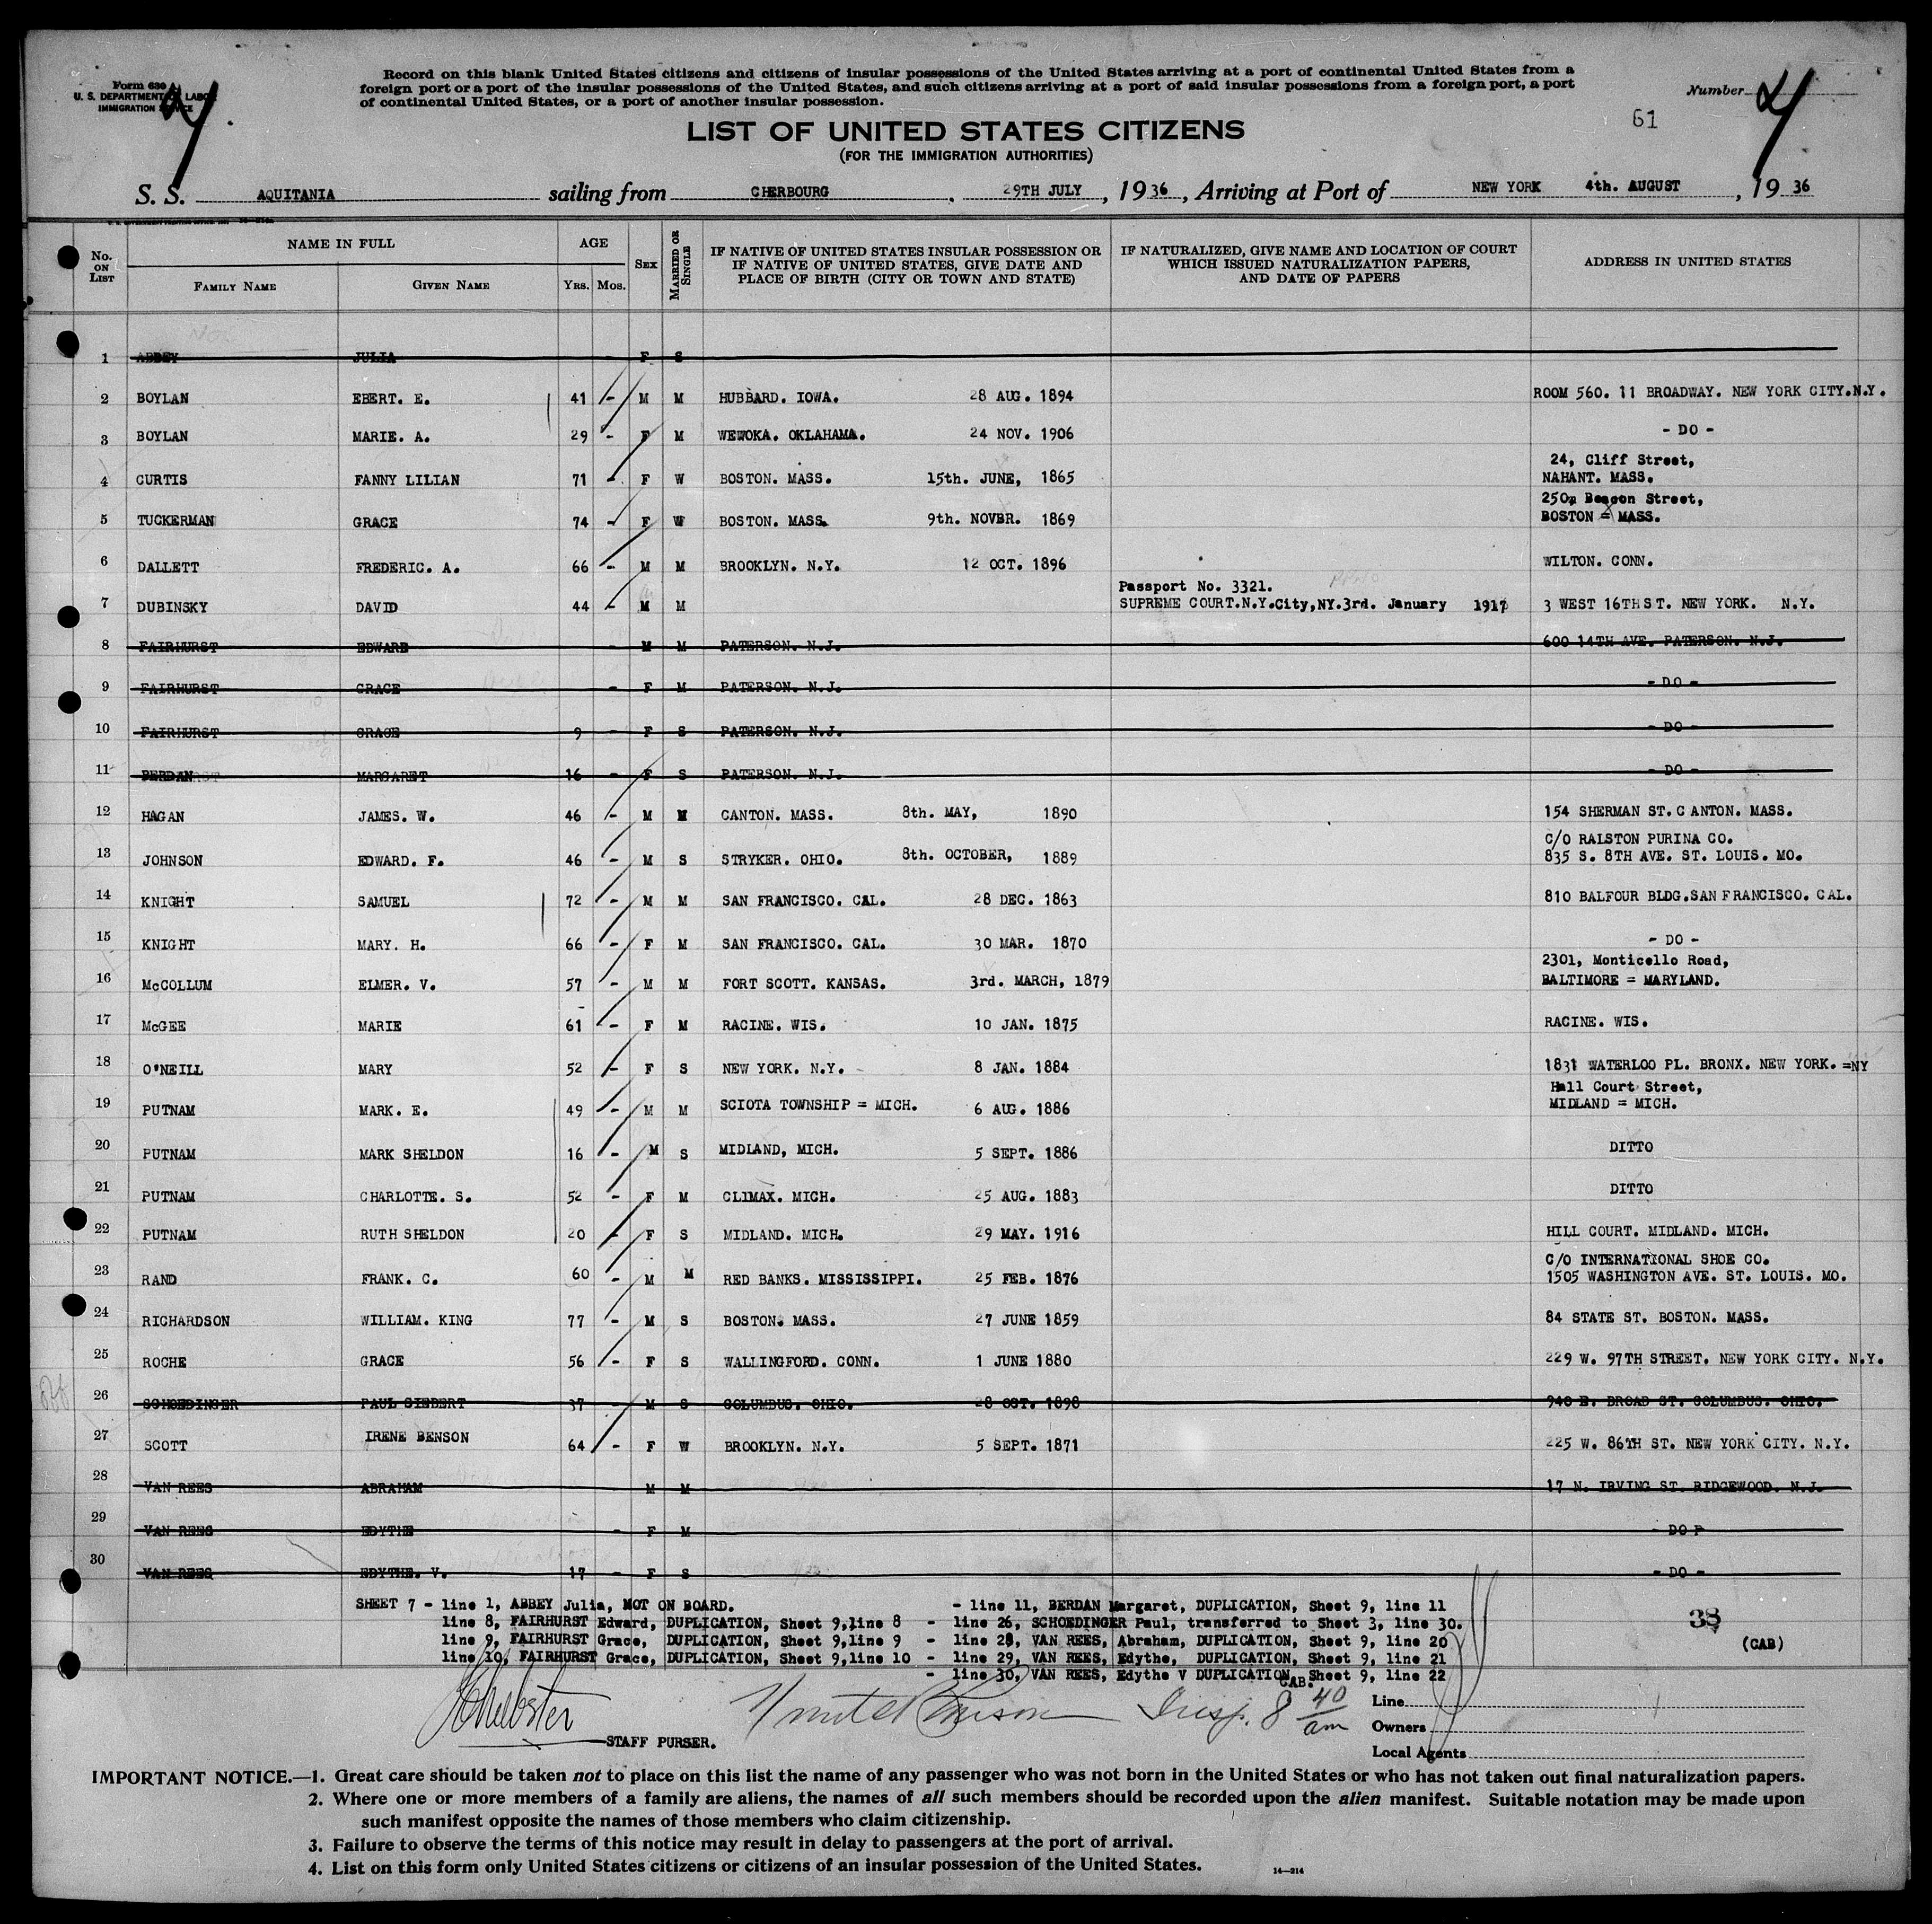 Form 630
U. S. DEPARTMENT OF LABOR
IMMIGRATION SERVICE
Record on this blank United States citizens and citizens of insular possessions of the United States arriving at a port of continental United States from a
foreign port or a port of the insular possessions of the United States, and such citizens arriving at a port of said insular possessions from a foreign port, a port
of continental United States, or a port of another insular possession.
Number
61
LIST OF UNITED STATES CITIZENS
(FOR THE IMMIGRATION AUTHORITIES)
S. S. AQUITANIA sailing from CHERBOURG, 29TH JULY, 1936, Arriving at Port of NEW YORK 4th. AUGUST, 1936
No. ON LIST NAME IN FULL FAMILY NAME GIVEN NAME AGE YRS. MOS. SEX MARRIED OR SINGLE
IF NATIVE OF UNITED STATES INSULAR POSSESSION OR IF NATIVE OF UNITED STATES, GIVE DATE AND PLACE OF BIRTH (CITY OR TOWN AND STATE)
IF NATURALIZED, GIVE NAME AND LOCATION OF COURT WHICH ISSUED NATURALIZATION PAPERS, AND DATE OF PAPERS
ADDRESS IN UNITED STATES
1 ABBEY JULIA F S
2 BOYLAN EBERT. E. 41 - M M HUBBARD. IOWA. 28 AUG. 1894 ROOM 560. 11 BROADWAY. NEW YORK CITY.N.Y.
3 BOYLAN MARIE. A. 29 - F M WEWOKA. OKLAHAMA. 24 NOV. 1906 - DO -
24, Cliff Street,
4 CURTIS FANNY LILIAN 71 - F W BOSTON. MASS. 15th. JUNE, 1865 NAHANT. MASS.
250, Beacon Street,
5 TUCKERMAN GRACE 74 - F W BOSTON. MASS. 9th. NOVBR. 1869 BOSTON = MASS.
6 DALLETT FREDERIC. A. 66 - M M BROOKLYN. N.Y. 12 OCT. 1896 WILTON. CONN.
Passport No. 3321.
7 DUBINSKY DAVID 44 - M M SUPREME COURT.N.Y.City,NY.3rd. January 1917 3 WEST 16TH ST. NEW YORK. N.Y.
8 FAIRHURST EDWARD - M M PATERSON. N.J. 600 14TH AVE. PATERSON. N.J.
9 FAIRHURST GRACE - F M PATERSON. N.J. - DO -
10 FAIRHURST GRACE 9 - F S PATERSON. N.J. - DO -
11 BERDAN MARGARET 16 - F S PATERSON. N.J. - DO -
12 HAGAN JAMES. W. 46 - M M CANTON. MASS. 8th. MAY, 1890 154 SHERMAN ST. CANTON. MASS.
C/O RALSTON PURINA CO.
13 JOHNSON EDWARD. F. 46 - M S STRYKER. OHIO. 8th. OCTOBER, 1889 835 S. 8TH AVE. ST. LOUIS. MO.
14 KNIGHT SAMUEL 72 - M M SAN FRANCISCO. CAL. 28 DEC. 1863 810 BALFOUR BLDG.SAN FRANCISCO. CAL.
15 KNIGHT MARY. H. 66 - F M SAN FRANCISCO. CAL. 30 MAR. 1870 - DO -
2301, Monticello Road,
16 McCOLLUM ELMER. V. 57 - M M FORT SCOTT. KANSAS. 3rd. MARCH, 1879 BALTIMORE = MARYLAND.
17 McGEE MARIE 61 - F M RACINE. WIS. 10 JAN. 1875 RACINE. WIS.
18 O'NEILL MARY 52 - F S NEW YORK. N.Y. 8 JAN. 1884 1831 WATERLOO PL. BRONX. NEW YORK. =NY
Hall Court Street,
19 PUTNAM MARK. E. 49 - M M SCIOTA TOWNSHIP = MICH. 6 AUG. 1886 MIDLAND = MICH.
20 PUTNAM MARK SHELDON 16 - M S MIDLAND, MICH. 5 SEPT. 1886 DITTO
21 PUTNAM CHARLOTTE. S. 52 - F M CLIMAX. MICH. 25 AUG. 1883 DITTO
22 PUTNAM RUTH SHELDON 20 - F S MIDLAND. MICH. 29 MAY. 1916 HILL COURT. MIDLAND. MICH.
C/O INTERNATIONAL SHOE CO.
23 RAND FRANK. C. 60 - M M RED BANKS. MISSISSIPPI. 25 FEB. 1876 1505 WASHINGTON AVE. ST. LOUIS. MO.
24 RICHARDSON WILLIAM. KING 77 - M S BOSTON. MASS. 27 JUNE 1859 84 STATE ST. BOSTON. MASS.
25 ROCHE GRACE 56 - F S WALLINGFORD. CONN. 1 JUNE 1880 229 W. 97TH STREET. NEW YORK CITY. N.Y.
26 SCHOEDINGER PAUL SIEBERT 37 M S COLUMBUS. OHIO. 28 OCT. 1898 940 E. BROAD ST. COLUMBUS. OHIO.
27 SCOTT IRENE BENSON 64 - F W BROOKLYN. N.Y. 5 SEPT. 1871 225 W. 86TH ST. NEW YORK CITY. N.Y.
28 VAN REES ABRAHAM M M 17 N. IRVING ST. RIDGEWOOD. N.J.
29 VAN REES EDYTHE - F M - DO -
30 VAN REES EDYTHE. V. 17 - F S - DO -
SHEET 7 - line 1, ABBEY Julia, NOT ON BOARD. - line 11, BERDAN Margaret, DUPLICATION, Sheet 9, line 11
line 8, FAIRHURST Edward, DUPLICATION, Sheet 9,line 8 - line 26, SCHOEDINGER Paul, transferred to Sheet 3, line 30.
line 9, FAIRHURST Grace, DUPLICATION, Sheet 9,line 9 - line 28, VAN REES, Abraham, DUPLICATION, Sheet 9, line 20
line 10, FAIRHURST Grace, DUPLICATION, Sheet 9,line 10 - line 29, VAN REES, Edythe, DUPLICATION, Sheet 9, line 21
- line 30, VAN REES, Edythe V DUPLICATION, Sheet 9, line 22
38
(CAB)
CAB.
STAFF PURSER.
Insp. 8 40 am
Line
Owners
Local Agents
IMPORTANT NOTICE.—1. Great care should be taken not to place on this list the name of any passenger who was not born in the United States or who has not taken out final naturalization papers.
2. Where one or more members of a family are aliens, the names of all such members should be recorded upon the alien manifest. Suitable notation may be made upon
such manifest opposite the names of those members who claim citizenship.
3. Failure to observe the terms of this notice may result in delay to passengers at the port of arrival.
4. List on this form only United States citizens or citizens of an insular possession of the United States.
14—214